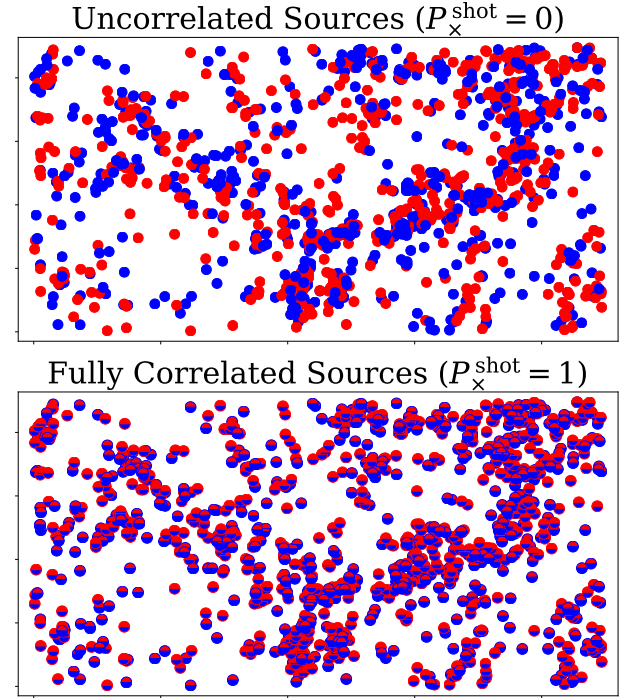 Uncorrelated Sources (P×^shot = 0)
Fully Correlated Sources (P×^shot = 1)